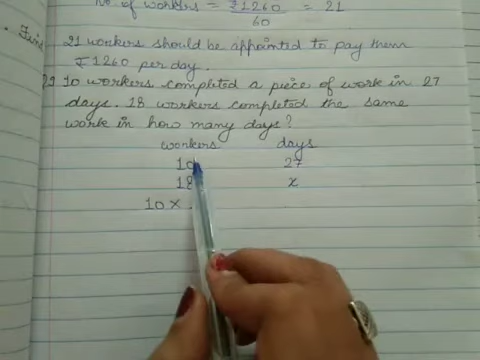 No. of workers = ₹1260 = 21
60
Find
21 workers should be appointed to pay them
₹1260 per day.
10 workers completed a piece of work in 27
days. 18 workers completed the same
work in how many days?
workers days
10 27
18 x
10 ×